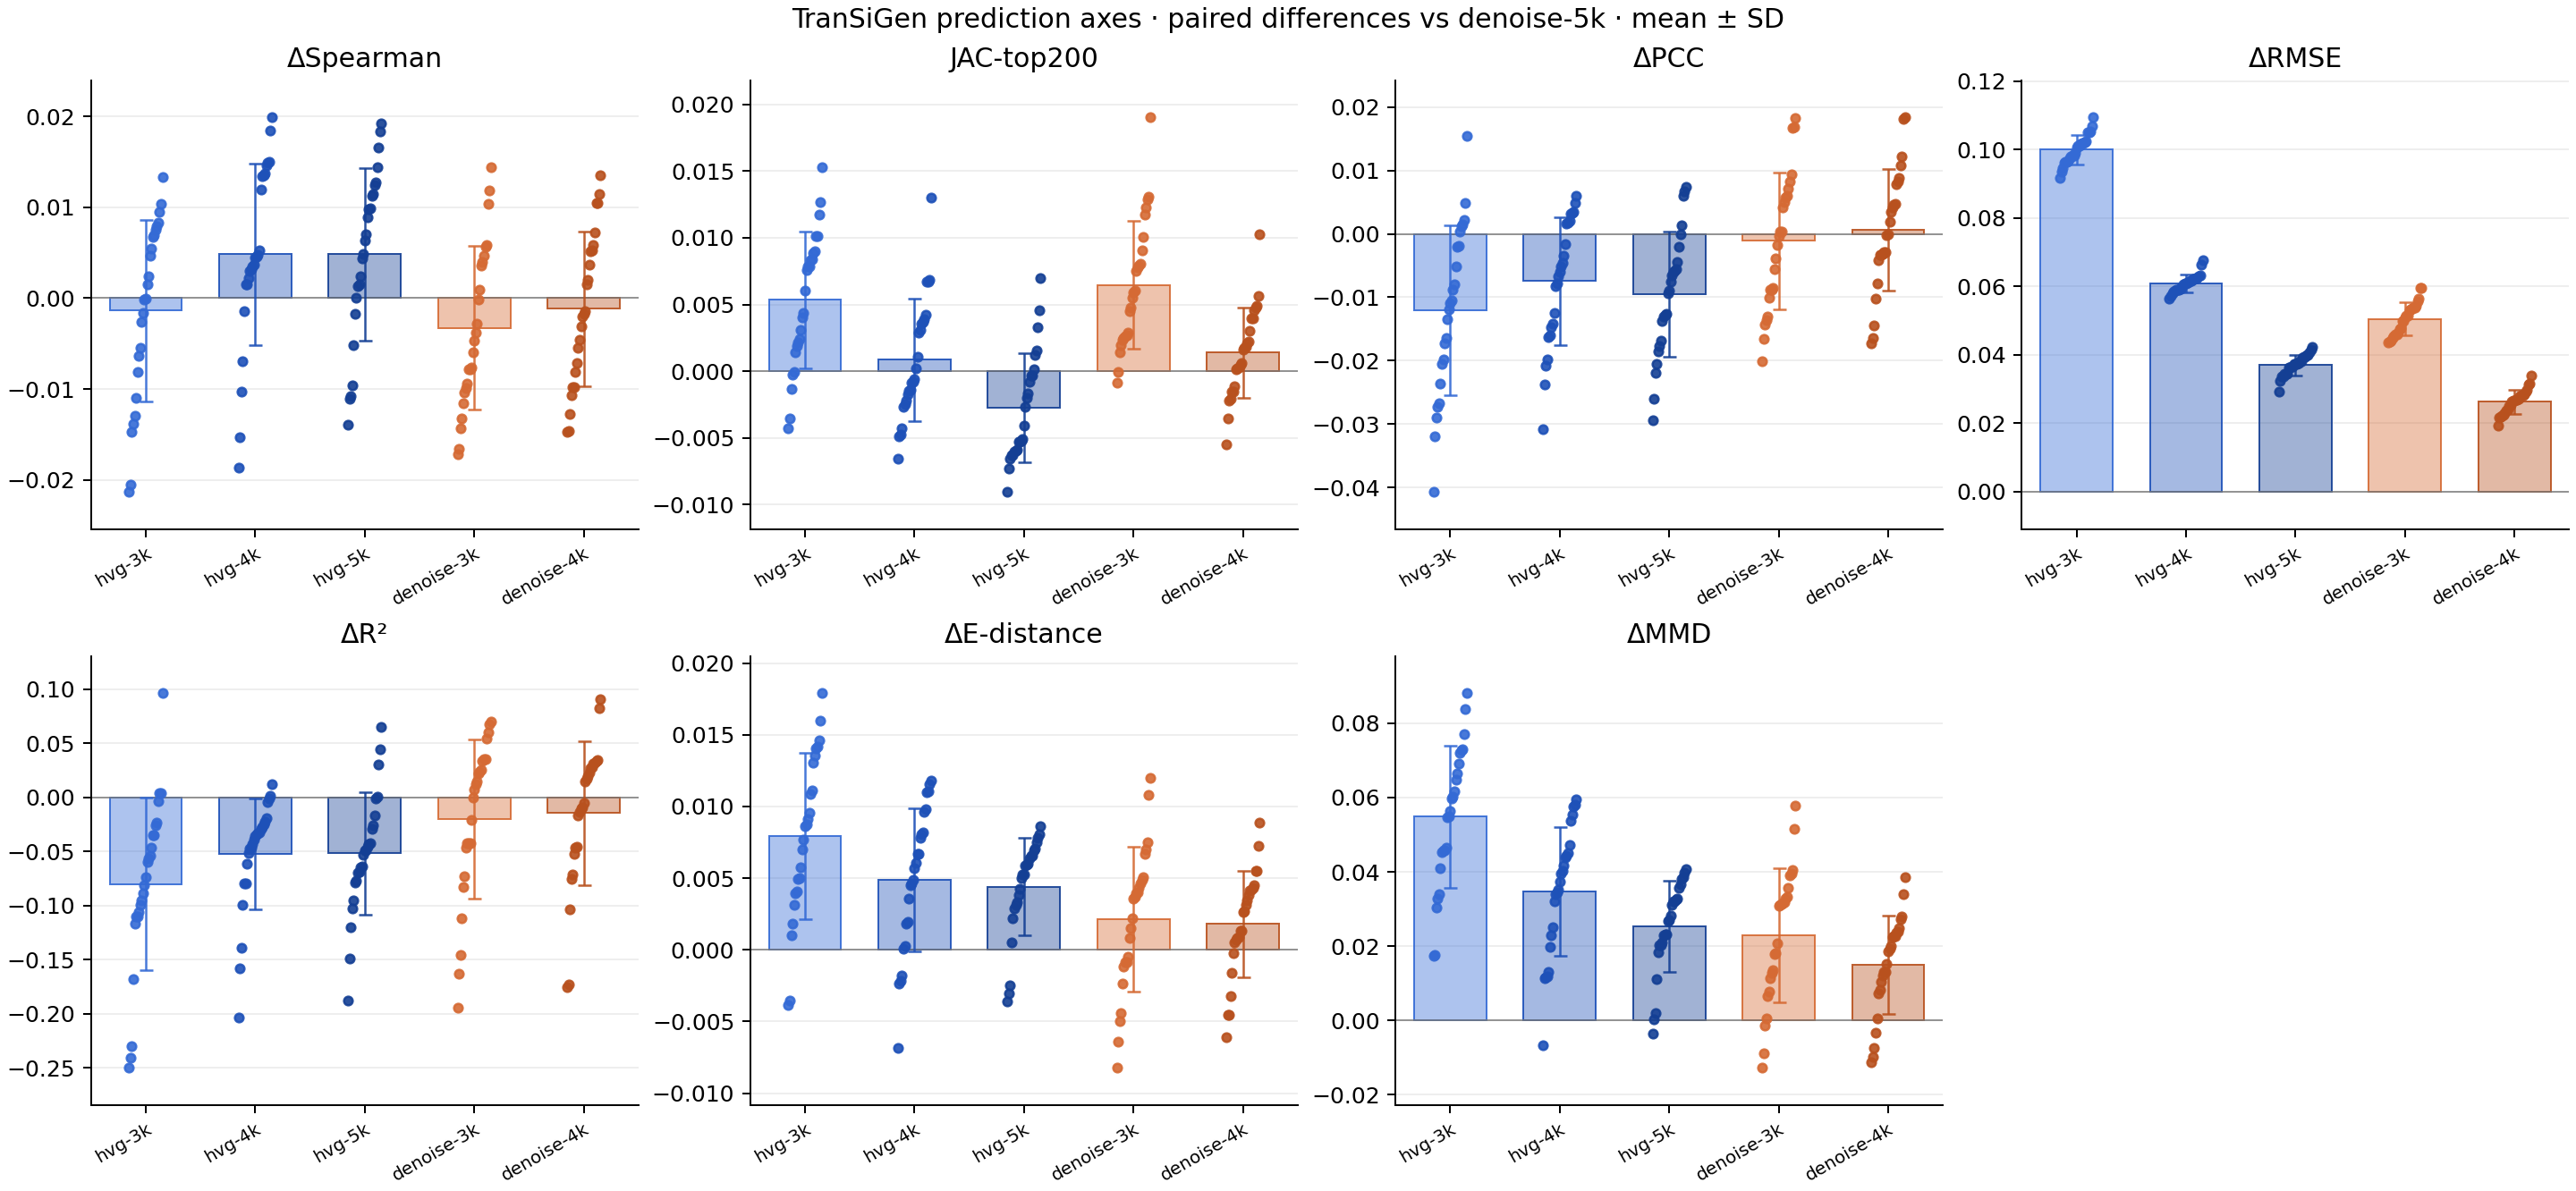 TranSiGen prediction axes · paired differences vs denoise-5k · mean ± SD
ΔSpearman
0.02
0.01
0.00
−0.01
−0.02
hvg-3k
hvg-4k
hvg-5k
denoise-3k
denoise-4k
JAC-top200
0.020
0.015
0.010
0.005
0.000
−0.005
−0.010
hvg-3k
hvg-4k
hvg-5k
denoise-3k
denoise-4k
ΔPCC
0.02
0.01
0.00
−0.01
−0.02
−0.03
−0.04
hvg-3k
hvg-4k
hvg-5k
denoise-3k
denoise-4k
ΔRMSE
0.12
0.10
0.08
0.06
0.04
0.02
0.00
hvg-3k
hvg-4k
hvg-5k
denoise-3k
denoise-4k
ΔR²
0.10
0.05
0.00
−0.05
−0.10
−0.15
−0.20
−0.25
hvg-3k
hvg-4k
hvg-5k
denoise-3k
denoise-4k
ΔE-distance
0.020
0.015
0.010
0.005
0.000
−0.005
−0.010
hvg-3k
hvg-4k
hvg-5k
denoise-3k
denoise-4k
ΔMMD
0.08
0.06
0.04
0.02
0.00
−0.02
hvg-3k
hvg-4k
hvg-5k
denoise-3k
denoise-4k